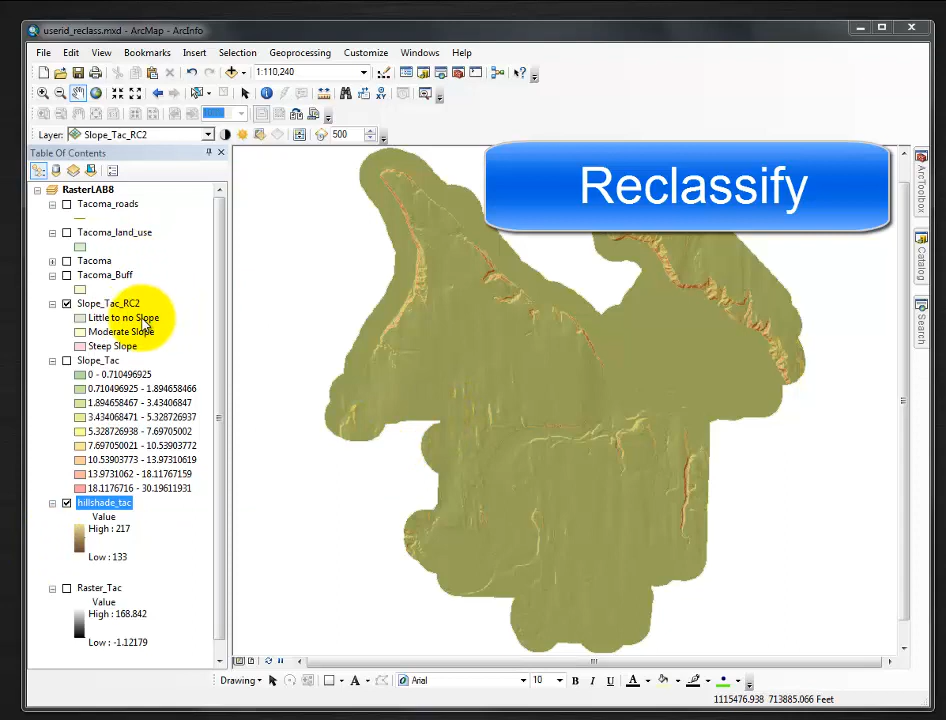 userid_reclass.mxd - ArcMap - ArcInfo
File Edit View Bookmarks Insert Selection Geoprocessing Customize Windows Help
1:110,240
Layer: Slope_Tac_RC2 500
Table Of Contents
Reclassify
RasterLAB8
Tacoma_roads
Tacoma_land_use
Tacoma
Tacoma_Buff
Slope_Tac_RC2
Little to no Slope
Moderate Slope
Steep Slope
Slope_Tac
0 - 0.710496925
0.710496925 - 1.894658466
1.894658467 - 3.43406847
3.434068471 - 5.328726937
5.328726938 - 7.69705002
7.69705021 - 10.53903772
10.53903773 - 13.97310619
13.9731062 - 18.11767159
18.1176716 - 30.19611931
hillshade_tac
Value
High : 217
Low : 133
Raster_Tac
Value
High : 168.842
Low : -1.12179
ArcToolbox
Catalog
Search
Drawing Arial 10 B I U A
1115476.938 713885.066 Feet